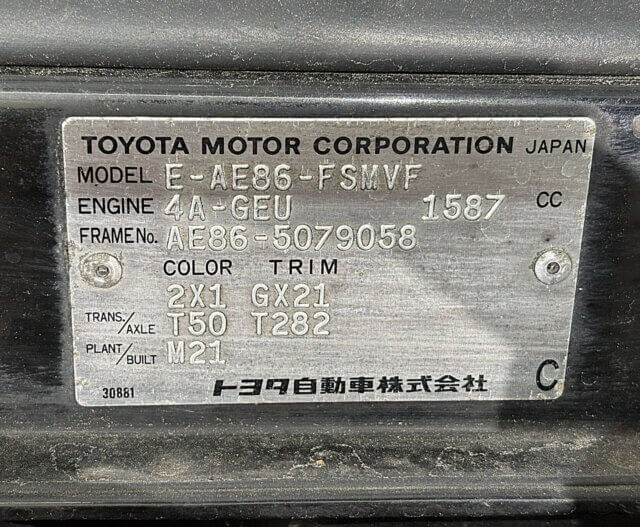 TOYOTA MOTOR CORPORATION JAPAN
MODEL E-AE86-FSMVF
ENGINE 4A-GEU 1587 CC
FRAME No. AE86-5079058
COLOR TRIM
2X1 GX21
TRANS./AXLE T50 T282
PLANT/BUILT M21
30881 トヨタ自動車株式会社 C